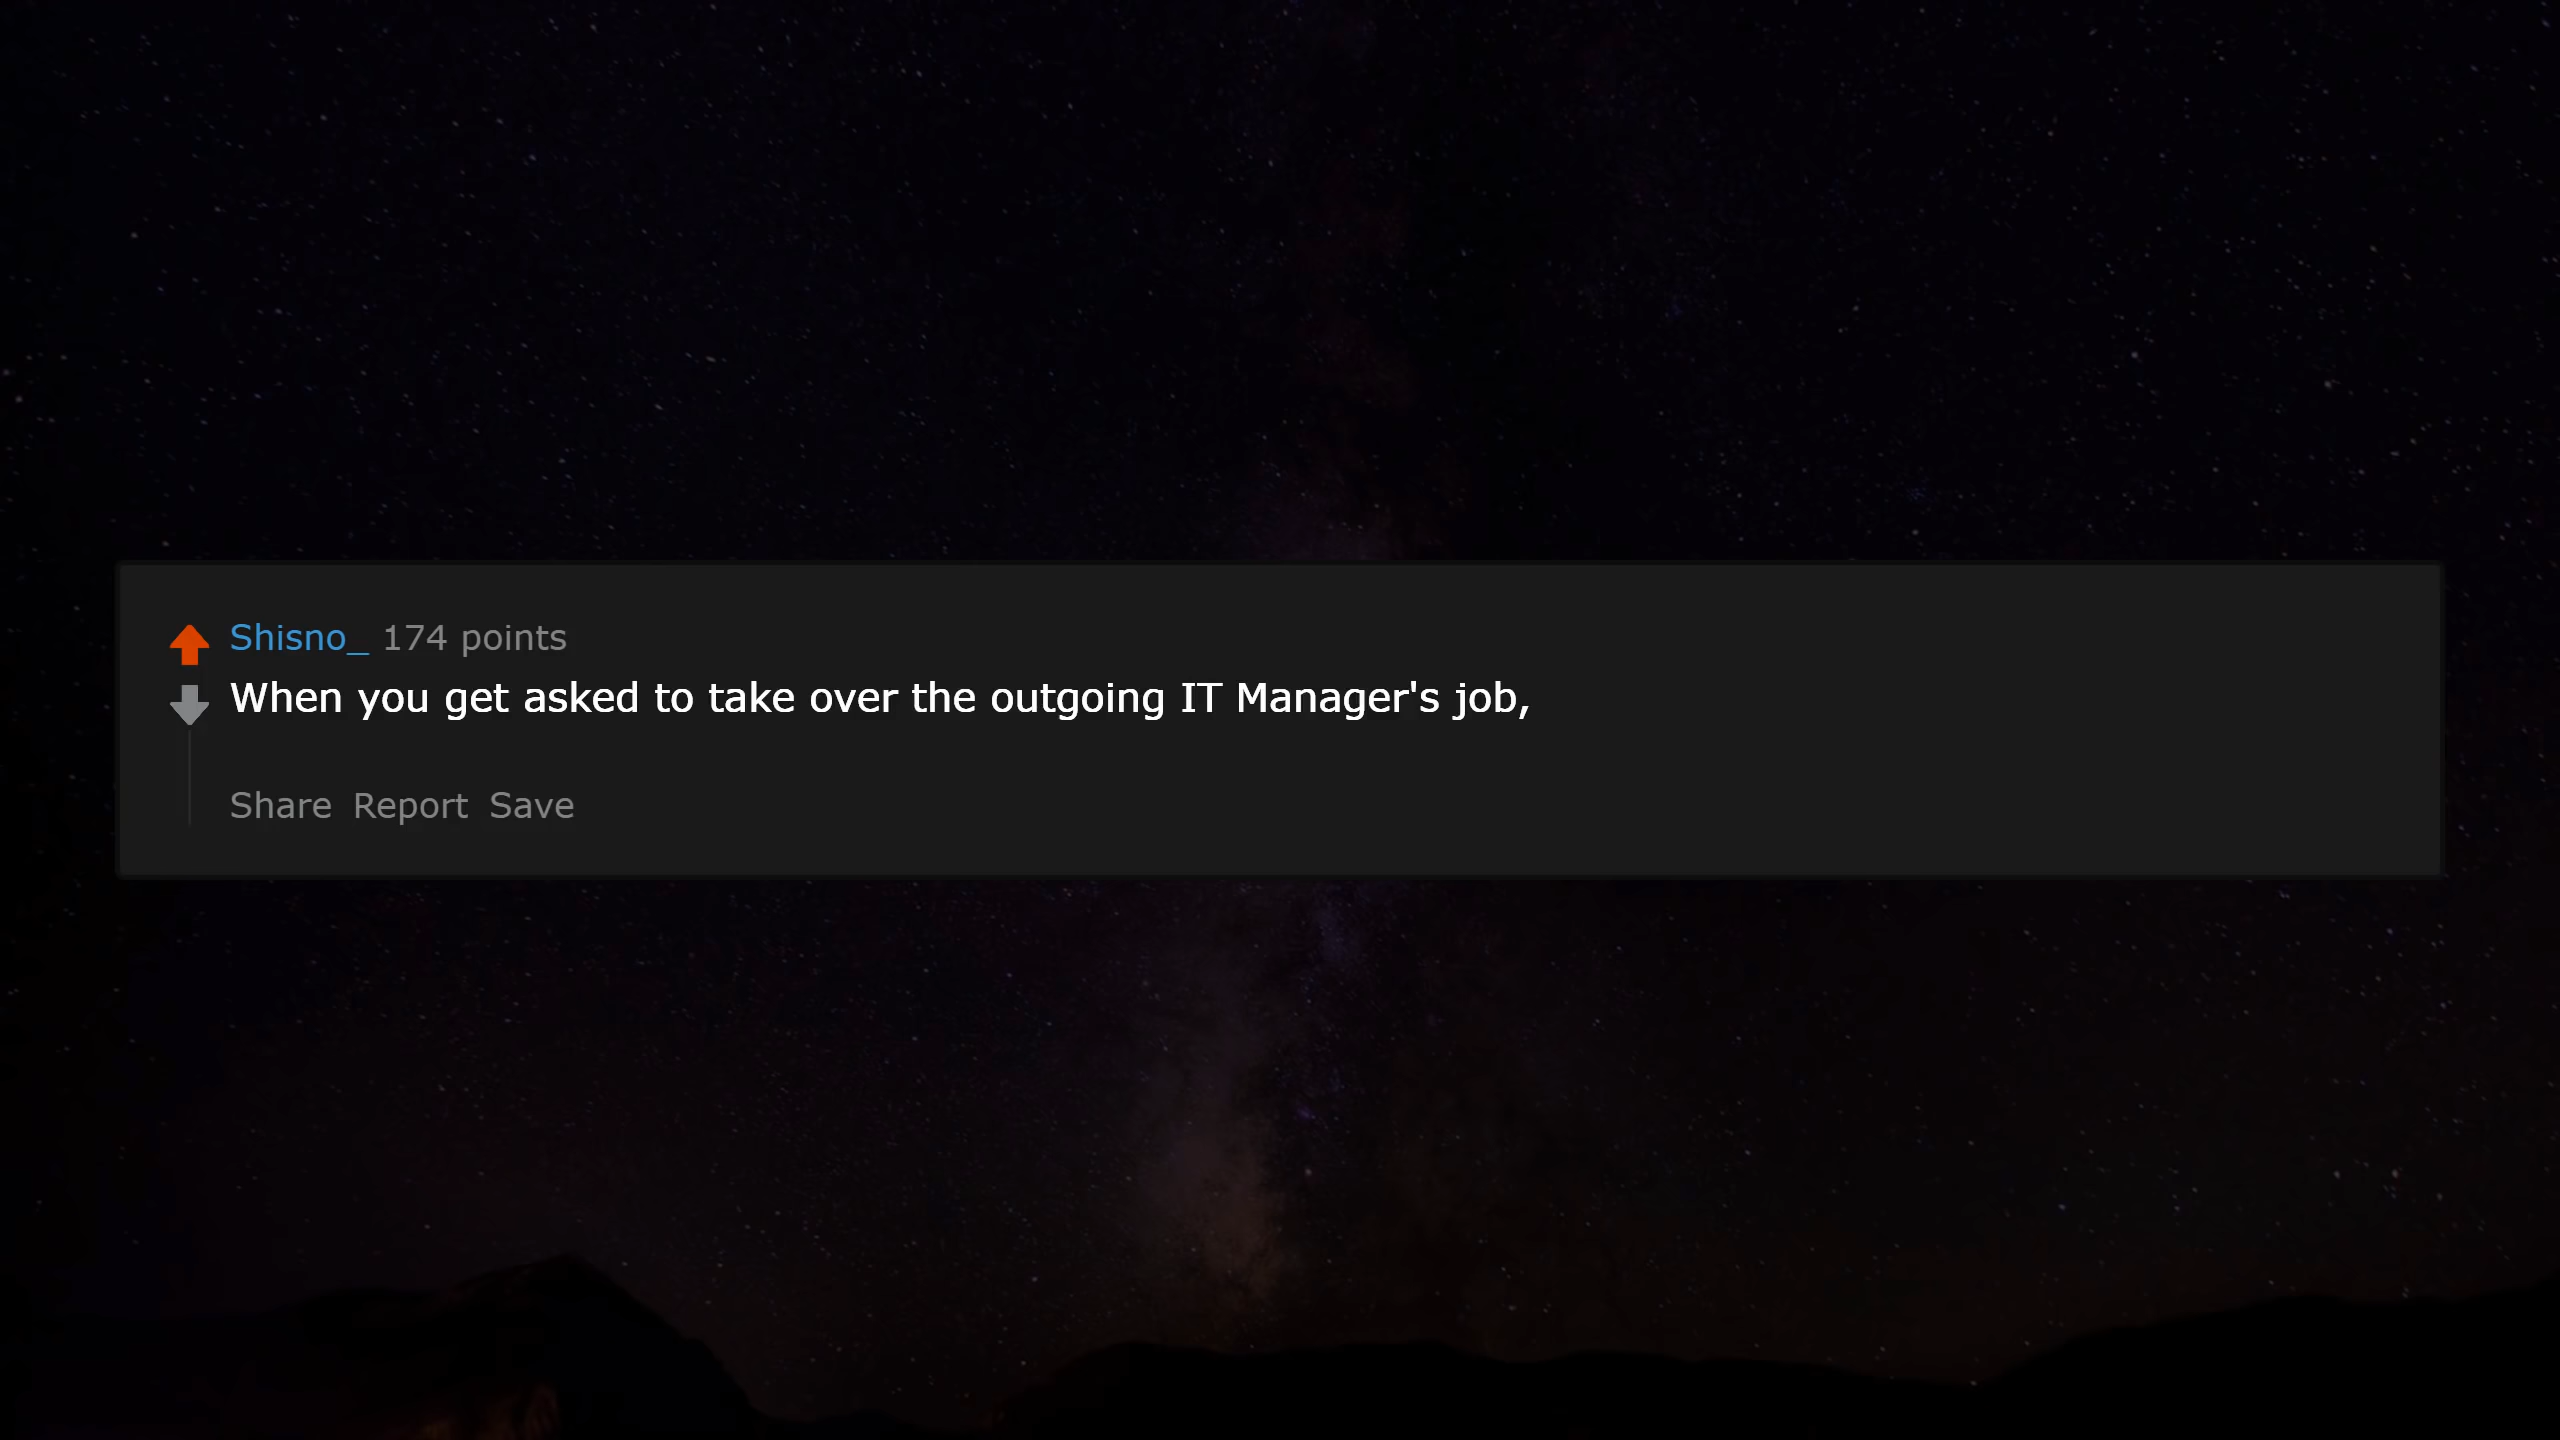 Shisno_ 174 points
When you get asked to take over the outgoing IT Manager's job,
Share Report Save